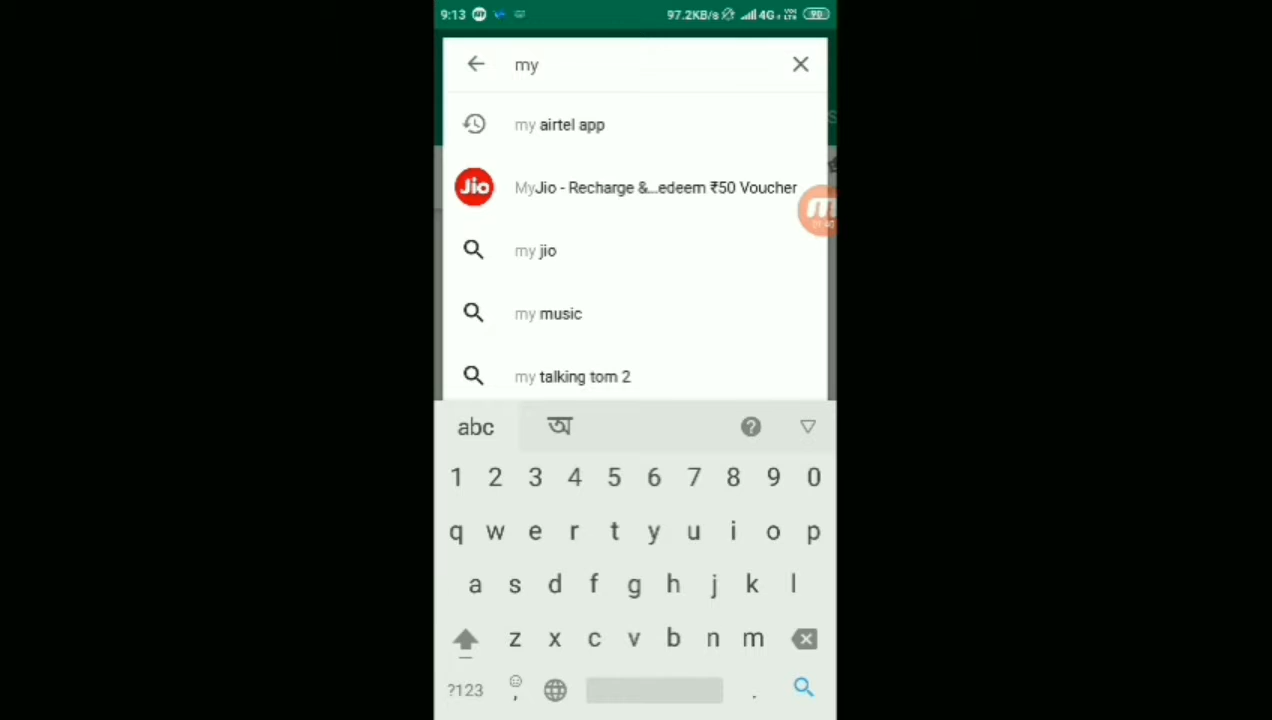 9:13 97.2KB/s 4G 90
my
my airtel app
Jio MyJio - Recharge &...edeem ₹50 Voucher
my jio
my music
my talking tom 2
abc অ
1 2 3 4 5 6 7 8 9 0
q w e r t y u i o p
a s d f g h j k l
z x c v b n m
?123 , .